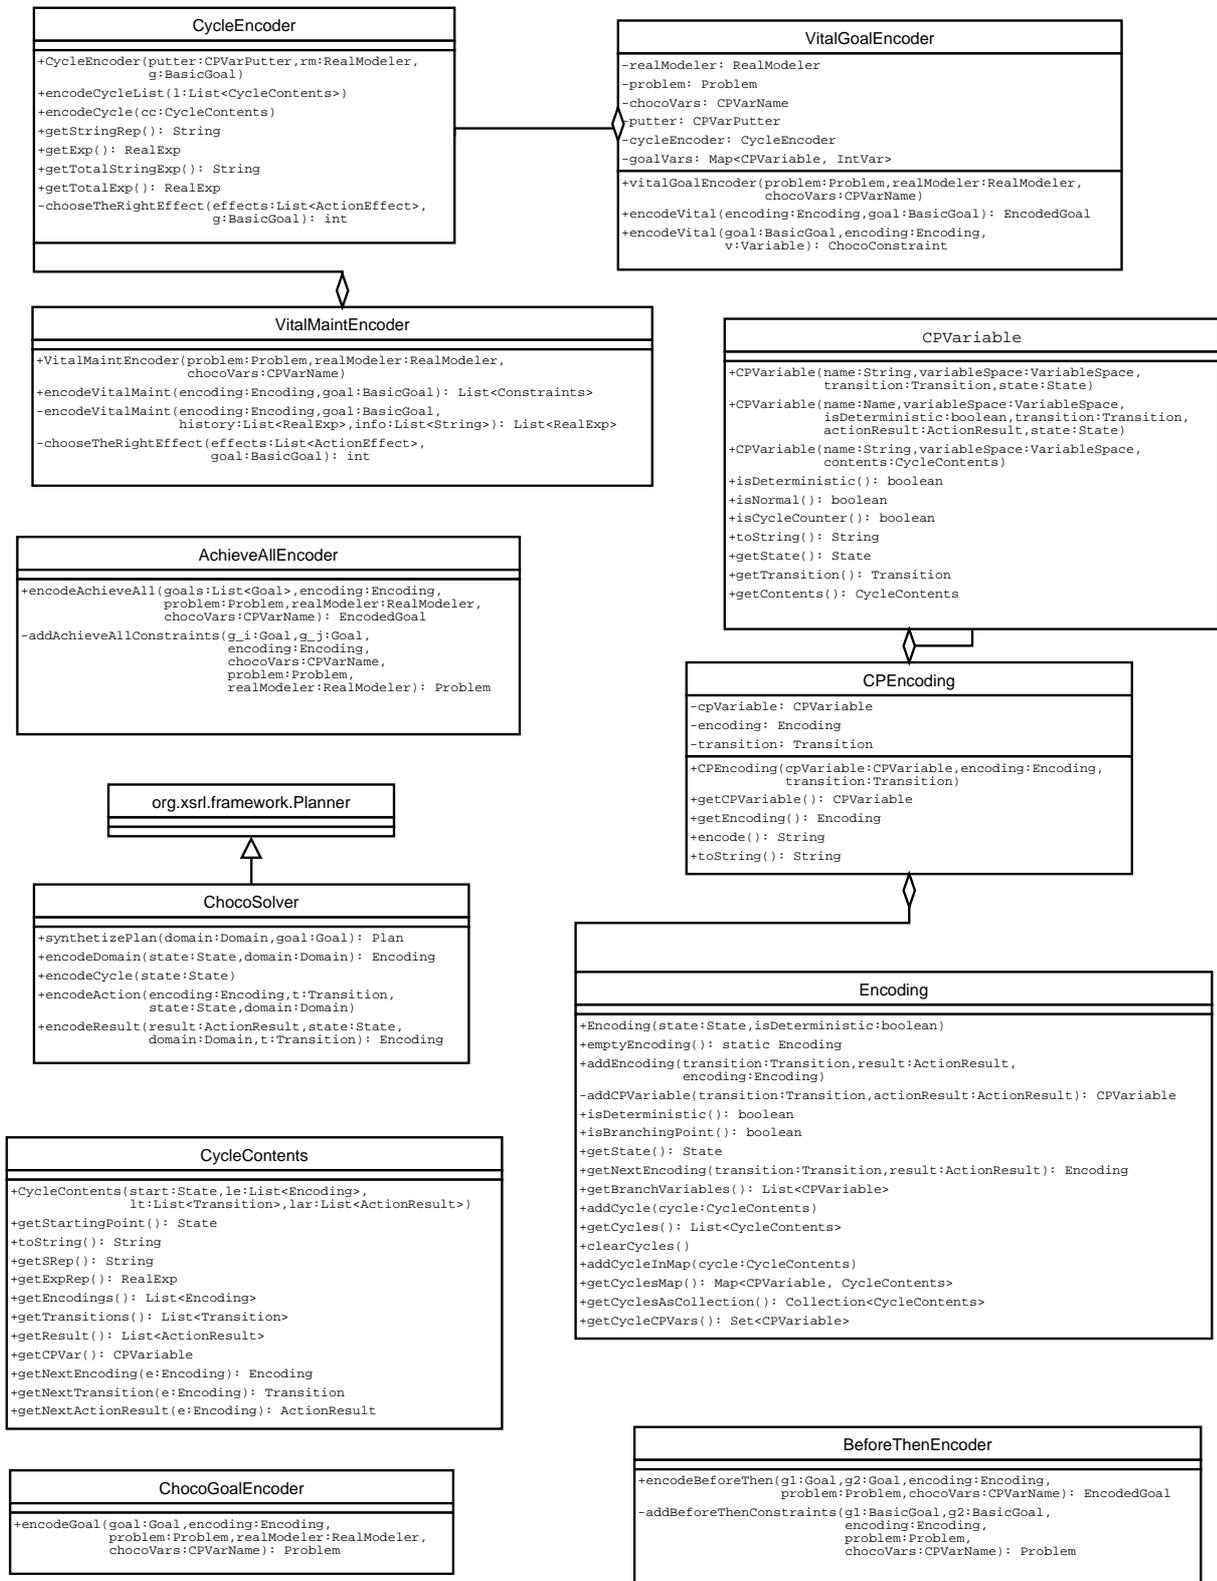 CycleEncoder
+CycleEncoder(putter:CPVarPutter,rm:RealModeler,
g:BasicGoal)
+encodeCycleList(l:List<CycleContents>)
+encodeCycle(cc:CycleContents)
+getStringRep(): String
+getExp(): RealExp
+getTotalStringExp(): String
+getTotalExp(): RealExp
-chooseTheRightEffect(effects:List<ActionEffect>,
g:BasicGoal): int
VitalGoalEncoder
-realModeler: RealModeler
-problem: Problem
-chocoVars: CPVarName
-putter: CPVarPutter
-cycleEncoder: CycleEncoder
-goalVars: Map<CPVariable, IntVar>
+vitalGoalEncoder(problem:Problem,realModeler:RealModeler,
chocoVars:CPVarName)
+encodeVital(encoding:Encoding,goal:BasicGoal): EncodedGoal
+encodeVital(goal:BasicGoal,encoding:Encoding,
v:Variable): ChocoConstraint
VitalMaintEncoder
+VitalMaintEncoder(problem:Problem,realModeler:RealModeler,
chocoVars:CPVarName)
+encodeVitalMaint(encoding:Encoding,goal:BasicGoal): List<Constraints>
-encodeVitalMaint(encoding:Encoding,goal:BasicGoal,
history:List<RealExp>,info:List<String>): List<RealExp>
-chooseTheRightEffect(effects:List<ActionEffect>,
goal:BasicGoal): int
CPVariable
+CPVariable(name:String,variableSpace:VariableSpace,
transition:Transition,state:State)
+CPVariable(name:Name,variableSpace:VariableSpace,
isDeterministic:boolean,transition:Transition,
actionResult:ActionResult,state:State)
+CPVariable(name:String,variableSpace:VariableSpace,
contents:CycleContents)
+isDeterministic(): boolean
+isNormal(): boolean
+isCycleCounter(): boolean
+toString(): String
+getState(): State
+getTransition(): Transition
+getContents(): CycleContents
AchieveAllEncoder
+encodeAchieveAll(goals:List<Goal>,encoding:Encoding,
problem:Problem,realModeler:RealModeler,
chocoVars:CPVarName): EncodedGoal
-addAchieveAllConstraints(g_i:Goal,g_j:Goal,
encoding:Encoding,
chocoVars:CPVarName,
problem:Problem,
realModeler:RealModeler): Problem
CPEncoding
-cpVariable: CPVariable
-encoding: Encoding
-transition: Transition
+CPEncoding(cpVariable:CPVariable,encoding:Encoding,
transition:Transition)
+getCPVariable(): CPVariable
+getEncoding(): Encoding
+encode(): String
+toString(): String
org.xsrl.framework.Planner
ChocoSolver
+synthetizePlan(domain:Domain,goal:Goal): Plan
+encodeDomain(state:State,domain:Domain): Encoding
+encodeCycle(state:State)
+encodeAction(encoding:Encoding,t:Transition,
state:State,domain:Domain)
+encodeResult(result:ActionResult,state:State,
domain:Domain,t:Transition): Encoding
Encoding
+Encoding(state:State,isDeterministic:boolean)
+emptyEncoding(): static Encoding
+addEncoding(transition:Transition,result:ActionResult,
encoding:Encoding)
-addCPVariable(transition:Transition,actionResult:ActionResult): CPVariable
+isDeterministic(): boolean
+isBranchingPoint(): boolean
+getState(): State
+getNextEncoding(transition:Transition,result:ActionResult): Encoding
+getBranchVariables(): List<CPVariable>
+addCycle(cycle:CycleContents)
+getCycles(): List<CycleContents>
+clearCycles()
+addCycleInMap(cycle:CycleContents)
+getCyclesMap(): Map<CPVariable, CycleContents>
+getCyclesAsCollection(): Collection<CycleContents>
+getCycleCPVars(): Set<CPVariable>
CycleContents
+CycleContents(start:State,le:List<Encoding>,
lt:List<Transition>,lar:List<ActionResult>)
+getStartingPoint(): State
+toString(): String
+getSRep(): String
+getExpRep(): RealExp
+getEncodings(): List<Encoding>
+getTransitions(): List<Transition>
+getResult(): List<ActionResult>
+getCPVar(): CPVariable
+getNextEncoding(e:Encoding): Encoding
+getNextTransition(e:Encoding): Transition
+getNextActionResult(e:Encoding): ActionResult
ChocoGoalEncoder
+encodeGoal(goal:Goal,encoding:Encoding,
problem:Problem,realModeler:RealModeler,
chocoVars:CPVarName): Problem
BeforeThenEncoder
+encodeBeforeThen(g1:Goal,g2:Goal,encoding:Encoding,
problem:Problem,chocoVars:CPVarName): EncodedGoal
-addBeforeThenConstraints(g1:BasicGoal,g2:BasicGoal,
encoding:Encoding,
problem:Problem,
chocoVars:CPVarName): Problem